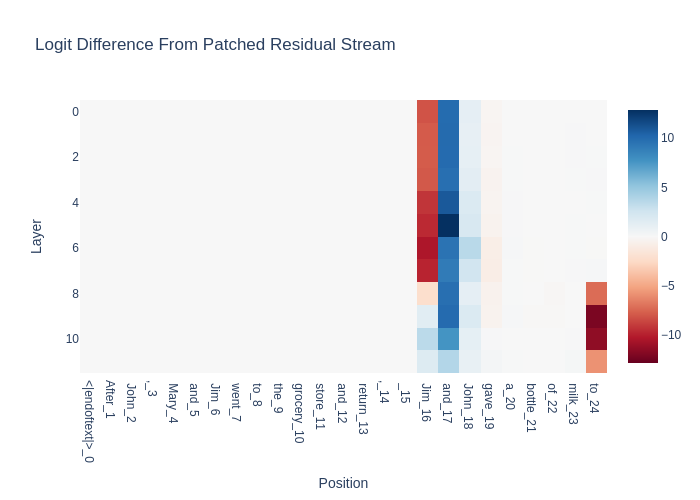 Logit Difference From Patched Residual Stream
Layer
0
2
4
6
8
10
10
5
0
−5
−10
<|endoftext|>_0
After_1
John_2
,_3
Mary_4
and_5
Jim_6
went_7
to_8
the_9
grocery_10
store_11
and_12
return_13
,_14
_15
Jim_16
and_17
John_18
gave_19
a_20
bottle_21
of_22
milk_23
to_24
Position